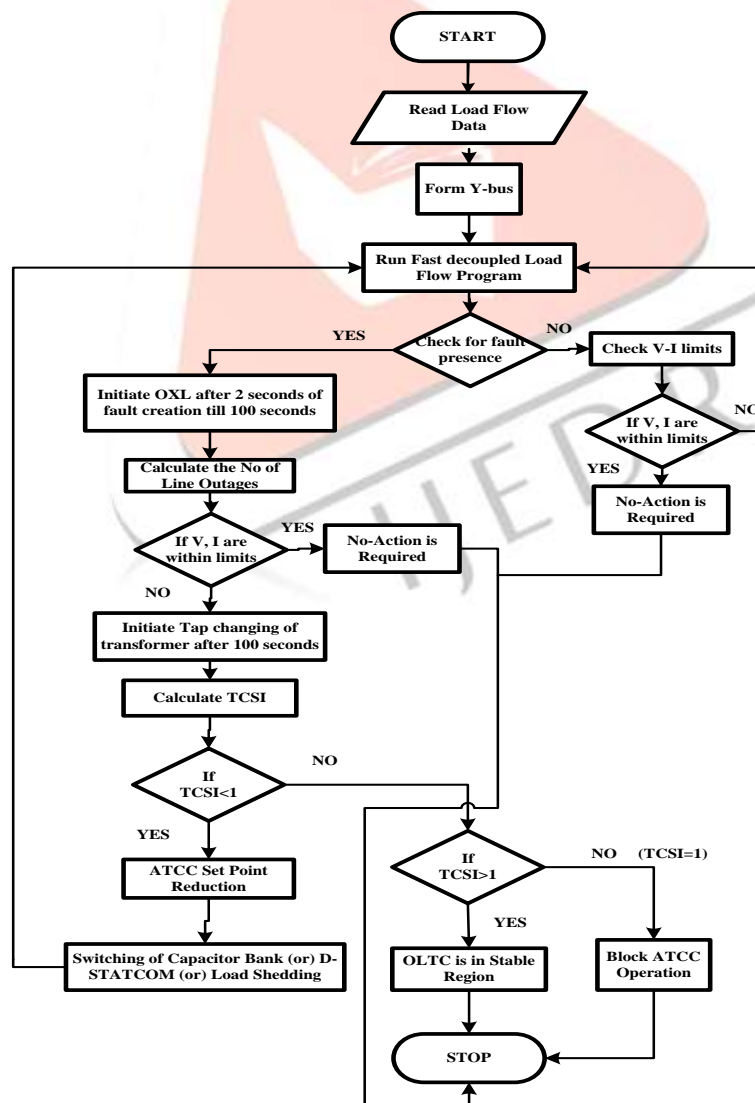 START
Read Load Flow
Data
Form Y-bus
Run Fast decoupled Load
Flow Program
YES
Check for fault
presence
NO
Check V-I limits
Initiate OXL after 2 seconds of
fault creation till 100 seconds
If V, I are
within limits
NO
Calculate the No of
Line Outages
YES
No-Action is
Required
If V, I are
within limits
YES
No-Action is
Required
NO
Initiate Tap changing of
transformer after 100 seconds
Calculate TCSI
If
TCSI<1
NO
YES
ATCC Set Point
Reduction
Switching of Capacitor Bank (or) D-
STATCOM (or) Load Shedding
If
TCSI>1
NO (TCSI=1)
YES
OLTC is in Stable
Region
Block ATCC
Operation
STOP
IJEDR